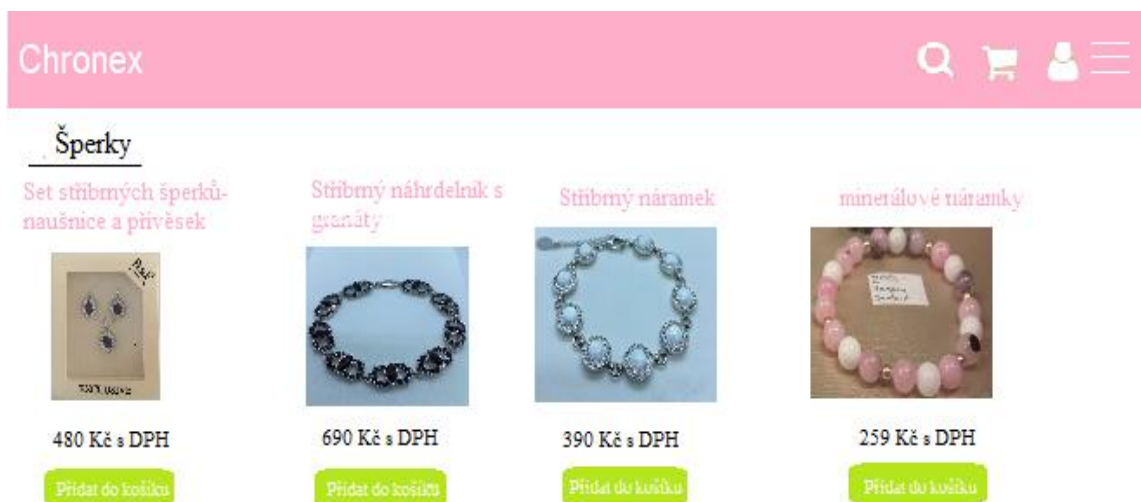 Chronex
Šperky
Set stříbrných šperků-
naušnice a přívěsek
Stříbrný náhrdelník s
granáty
Stříbrný náramek
minerálové náramky
EXCLUSIVE
480 Kč s DPH
690 Kč s DPH
390 Kč s DPH
259 Kč s DPH
Přidat do košíku
Přidat do košíku
Přidat do košíku
Přidat do košíku